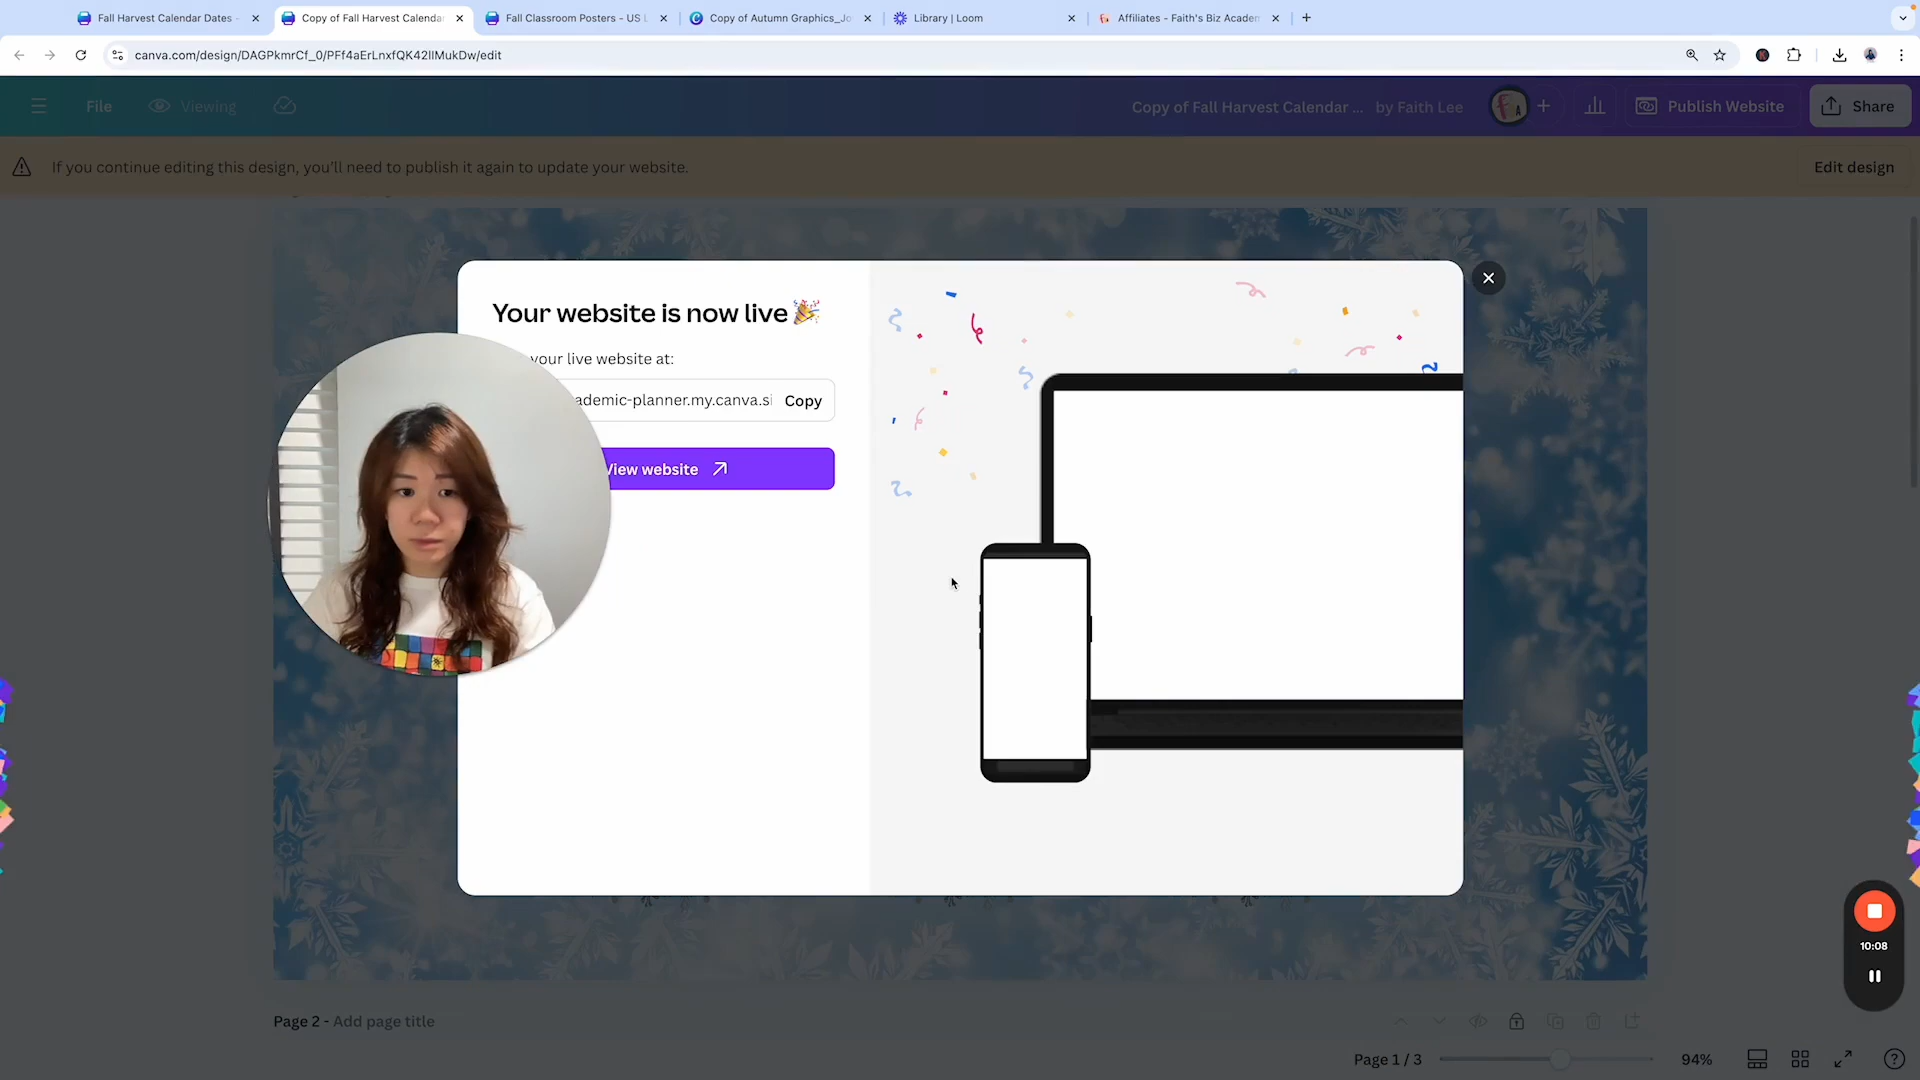 Fall Harvest Calendar Dates -
Copy of Fall Harvest Calenda
Fall Classroom Posters - US L
Copy of Autumn Graphics_Jo
Library | Loom
Affiliates - Faith's Biz Academ
canva.com/design/DAGPkmrCf_0/PFf4aErLnxfQK42lIMukDw/edit
File
Viewing
Copy of Fall Harvest Calendar ... by Faith Lee
Publish Website
Share
If you continue editing this design, you'll need to publish it again to update your website.
Edit design
Your website is now live 🎉
your live website at:
ademic-planner.my.canva.si
Copy
View website
10:08
Page 2 - Add page title
Page 1 / 3
94%